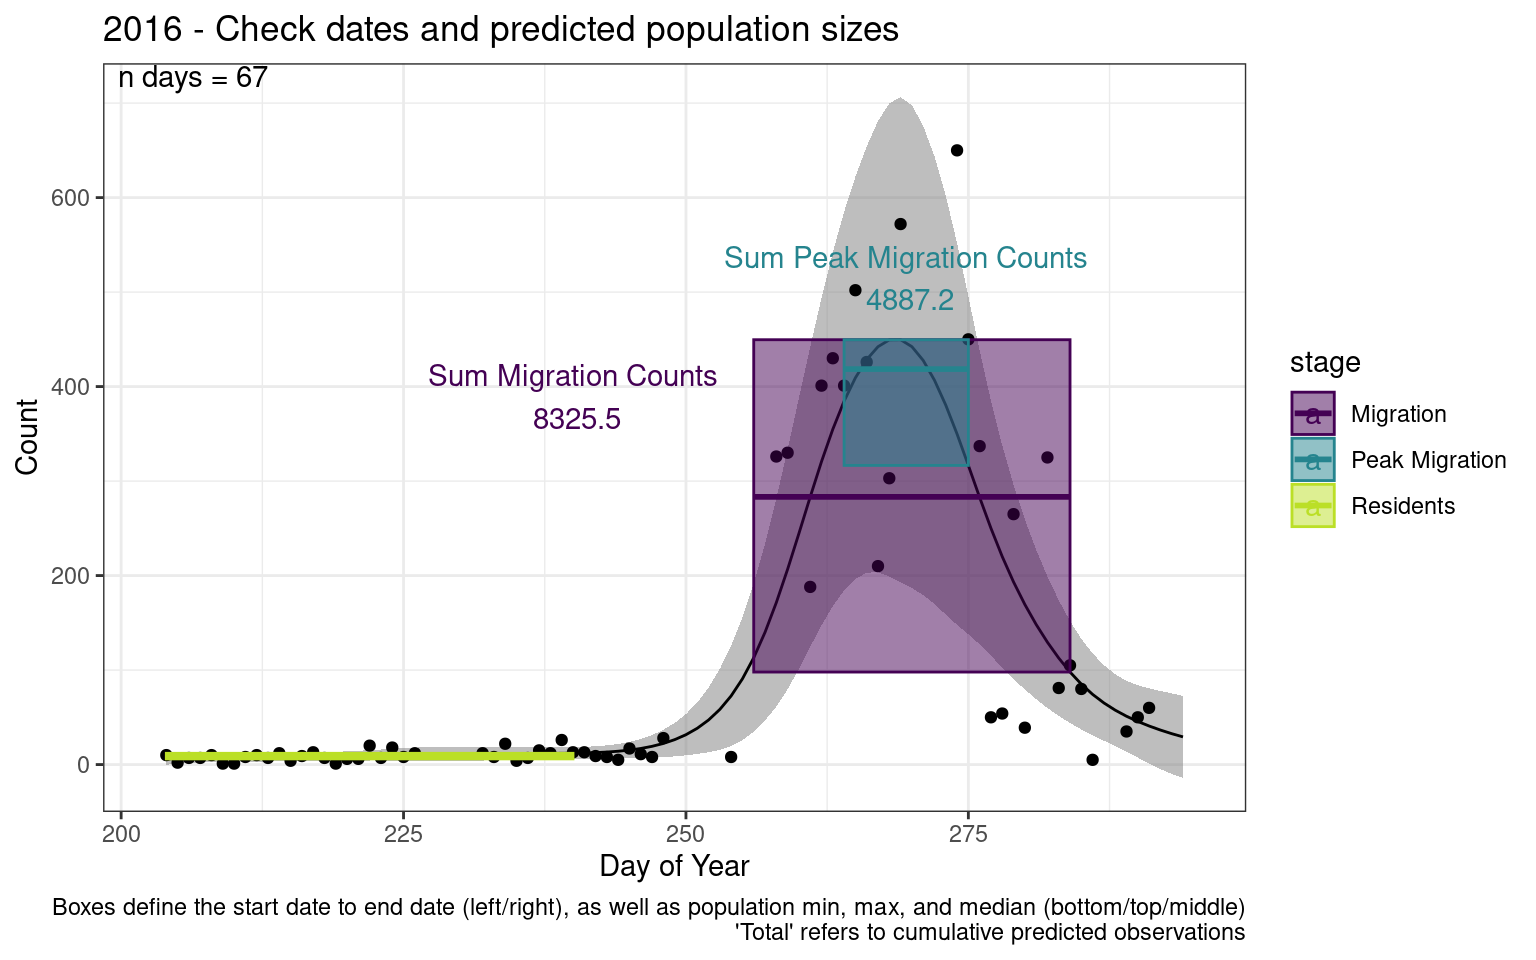 2016 - Check dates and predicted population sizes
n days = 67
Sum Peak Migration Counts
4887.2
Sum Migration Counts
8325.5
600
400
200
0
Count
200 225 250 275
Day of Year
stage
a Migration
a Peak Migration
a Residents
Boxes define the start date to end date (left/right), as well as population min, max, and median (bottom/top/middle)
'Total' refers to cumulative predicted observations